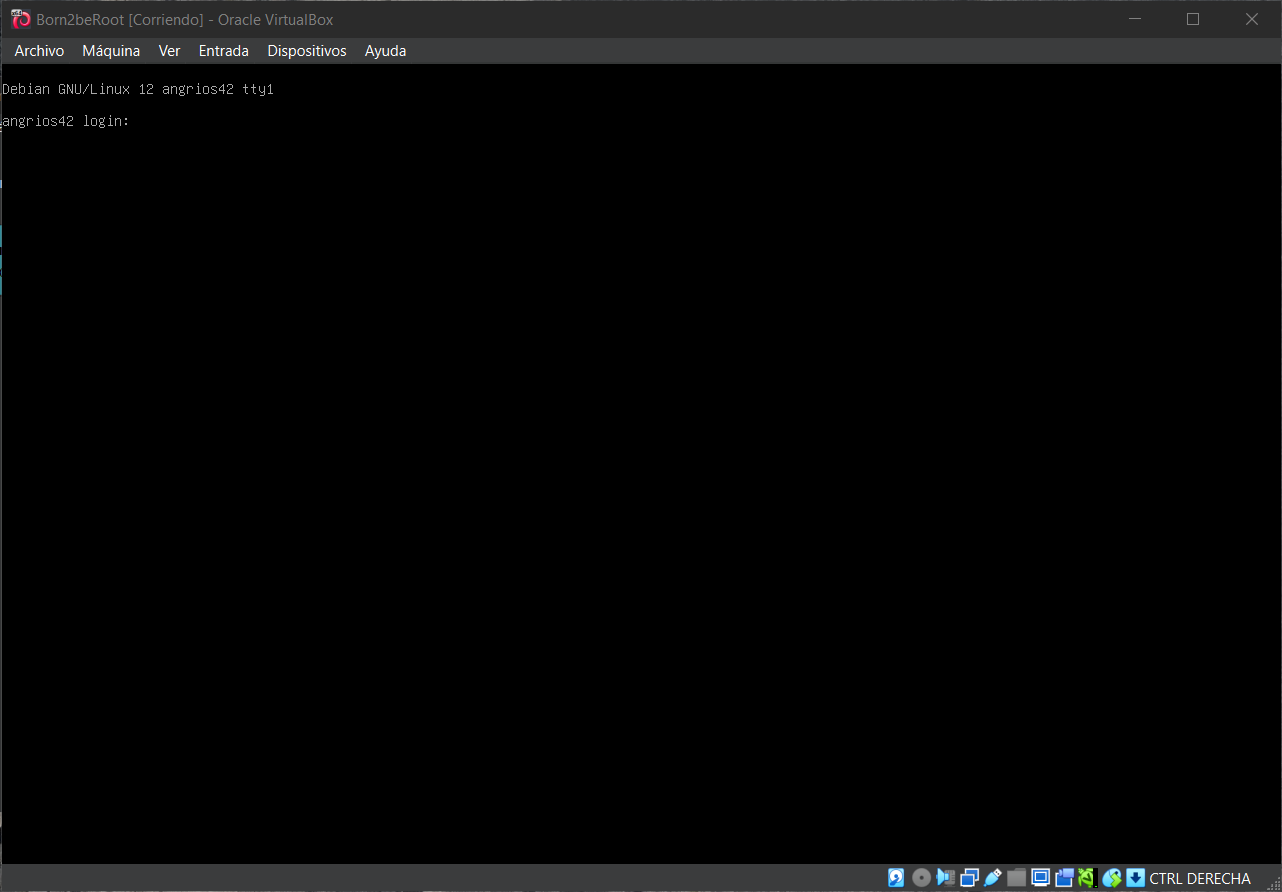 Born2beRoot [Corriendo] - Oracle VirtualBox
Archivo Máquina Ver Entrada Dispositivos Ayuda
Debian GNU/Linux 12 angrios42 tty1
angrios42 login:
CTRL DERECHA